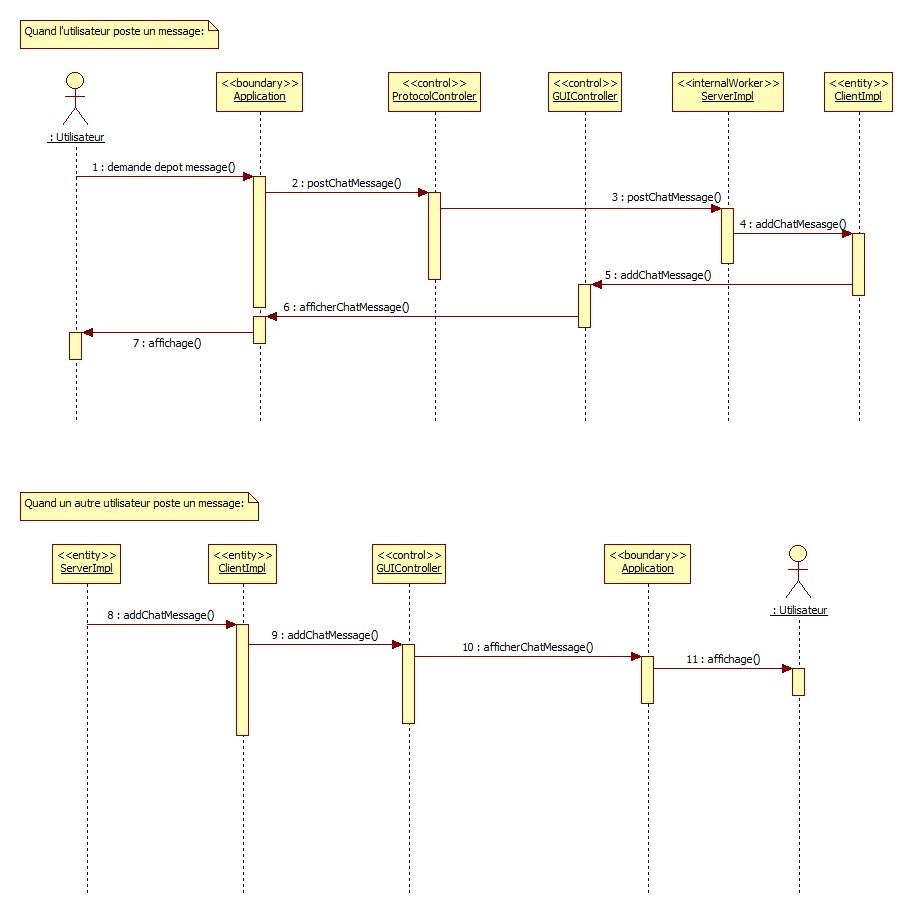 Quand l'utilisateur poste un message:
<<boundary>>
Application
<<control>>
ProtocolControler
<<control>>
GUIController
<<internalWorker>>
ServerImpl
<<entity>>
ClientImpl
: Utilisateur
1 : demande depot message()
2 : postChatMessage()
3 : postChatMessage()
4 : addChatMesasge()
5 : addChatMessage()
6 : afficherChatMessage()
7 : affichage()
Quand un autre utilisateur poste un message:
<<entity>>
ServerImpl
<<entity>>
ClientImpl
<<control>>
GUIController
<<boundary>>
Application
: Utilisateur
8 : addChatMessage()
9 : addChatMessage()
10 : afficherChatMessage()
11 : affichage()